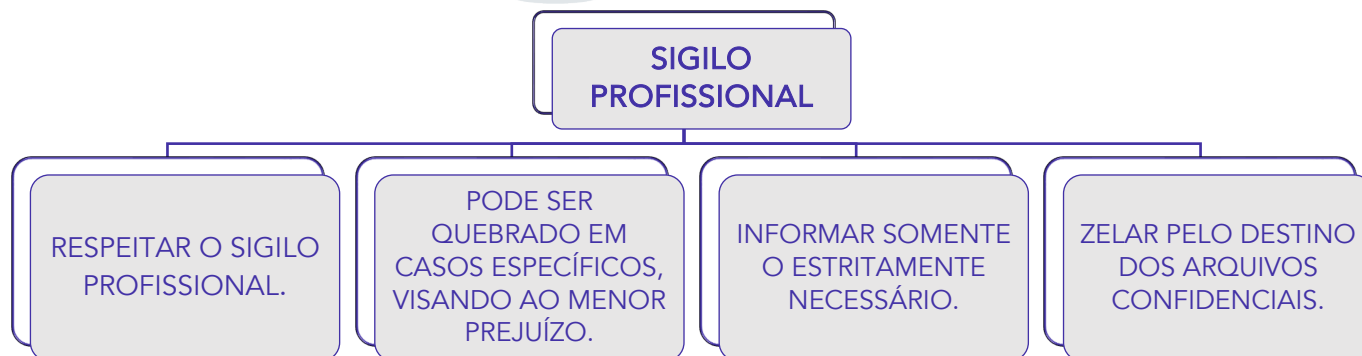 SIGILO
PROFISSIONAL
RESPEITAR O SIGILO
PROFISSIONAL.
PODE SER
QUEBRADO EM
CASOS ESPECÍFICOS,
VISANDO AO MENOR
PREJUÍZO.
INFORMAR SOMENTE
O ESTRITAMENTE
NECESSÁRIO.
ZELAR PELO DESTINO
DOS ARQUIVOS
CONFIDENCIAIS.